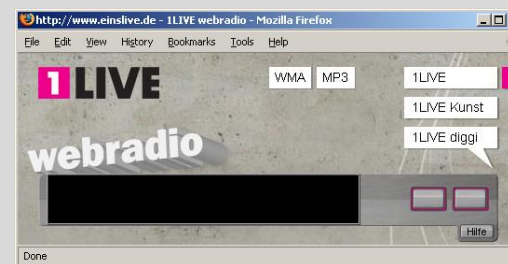 http://www.einslive.de - 1LIVE webradio - Mozilla Firefox
File Edit View History Bookmarks Tools Help
1LIVE WMA MP3 1LIVE
1LIVE Kunst
1LIVE diggi
webradio
Hilfe
Done